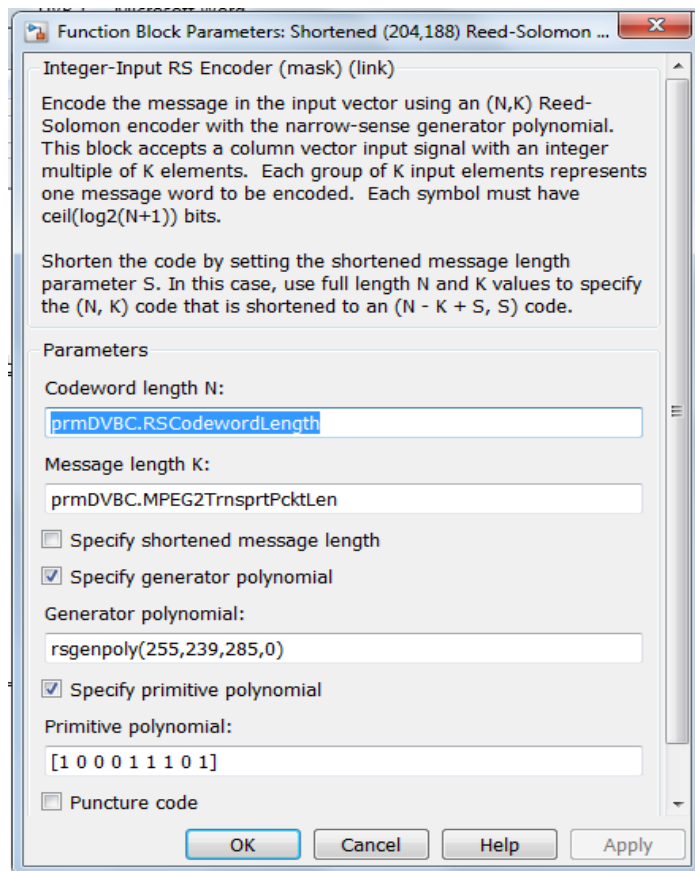 Function Block Parameters: Shortened (204,188) Reed-Solomon ...
Integer-Input RS Encoder (mask) (link)
Encode the message in the input vector using an (N,K) Reed-
Solomon encoder with the narrow-sense generator polynomial.
This block accepts a column vector input signal with an integer
multiple of K elements. Each group of K input elements represents
one message word to be encoded. Each symbol must have
ceil(log2(N+1)) bits.
Shorten the code by setting the shortened message length
parameter S. In this case, use full length N and K values to specify
the (N, K) code that is shortened to an (N - K + S, S) code.
Parameters
Codeword length N:
prmDVBC.RSCodewordLength
Message length K:
prmDVBC.MPEG2TrnsprtPcktLen
Specify shortened message length
Specify generator polynomial
Generator polynomial:
rsgenpoly(255,239,285,0)
Specify primitive polynomial
Primitive polynomial:
[1 0 0 0 1 1 1 0 1]
Puncture code
OK Cancel Help Apply